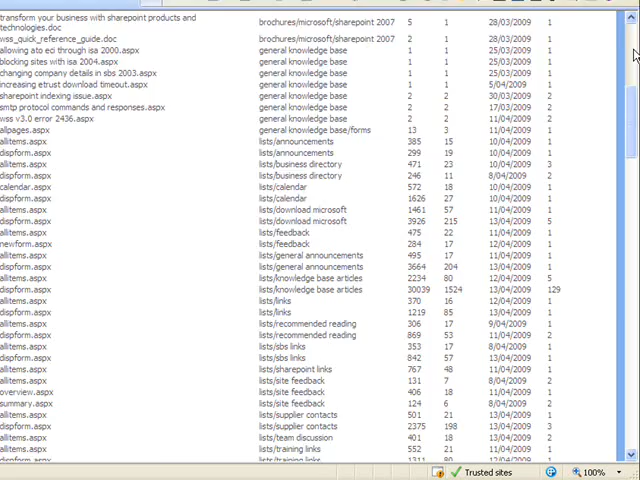 transform your business with sharepoint products and technologies.doc brochures/microsoft/sharepoint 2007 5 1 28/03/2009 1
wss_quick_reference_guide.doc brochures/microsoft/sharepoint 2007 2 1 28/03/2009 1
allowing ato eci through isa 2000.aspx general knowledge base 1 1 25/03/2009 1
blocking sites with isa 2004.aspx general knowledge base 1 1 25/03/2009 1
changing company details in sbs 2003.aspx general knowledge base 1 1 25/03/2009 1
increasing etrust download timeout.aspx general knowledge base 1 1 5/04/2009 1
sharepoint indexing issue.aspx general knowledge base 2 2 30/03/2009 2
smtp protocol commands and responses.aspx general knowledge base 2 2 17/03/2009 2
wss v3.0 error 2436.aspx general knowledge base 2 2 11/04/2009 2
allpages.aspx general knowledge base/forms 13 3 11/04/2009 1
allitems.aspx lists/announcements 385 15 10/04/2009 1
dispform.aspx lists/announcements 299 19 10/04/2009 1
allitems.aspx lists/business directory 471 23 10/04/2009 3
dispform.aspx lists/business directory 246 11 8/04/2009 2
calendar.aspx lists/calendar 572 18 10/04/2009 1
dispform.aspx lists/calendar 1626 27 10/04/2009 1
allitems.aspx lists/download microsoft 1461 57 11/04/2009 1
dispform.aspx lists/download microsoft 3926 215 13/04/2009 5
allitems.aspx lists/feedback 475 22 11/04/2009 1
newform.aspx lists/feedback 284 17 12/04/2009 1
allitems.aspx lists/general announcements 495 17 11/04/2009 1
dispform.aspx lists/general announcements 3664 204 13/04/2009 1
allitems.aspx lists/knowledge base articles 2234 80 12/04/2009 5
dispform.aspx lists/knowledge base articles 30039 1524 13/04/2009 129
allitems.aspx lists/links 370 16 12/04/2009 1
dispform.aspx lists/links 1219 85 13/04/2009 1
allitems.aspx lists/recommended reading 306 17 9/04/2009 1
dispform.aspx lists/recommended reading 869 53 11/04/2009 2
allitems.aspx lists/sbs links 353 17 8/04/2009 1
dispform.aspx lists/sbs links 842 57 13/04/2009 1
allitems.aspx lists/sharepoint links 767 48 11/04/2009 1
allitems.aspx lists/site feedback 131 7 8/04/2009 2
overview.aspx lists/site feedback 406 18 11/04/2009 1
summary.aspx lists/site feedback 124 6 8/04/2009 2
allitems.aspx lists/supplier contacts 501 21 11/04/2009 1
dispform.aspx lists/supplier contacts 2375 198 13/04/2009 3
allitems.aspx lists/team discussion 401 18 13/04/2009 2
allitems.aspx lists/training links 552 21 11/04/2009 1
dispform.aspx lists/training links 1311 80 12/04/2009 2
Trusted sites 100%